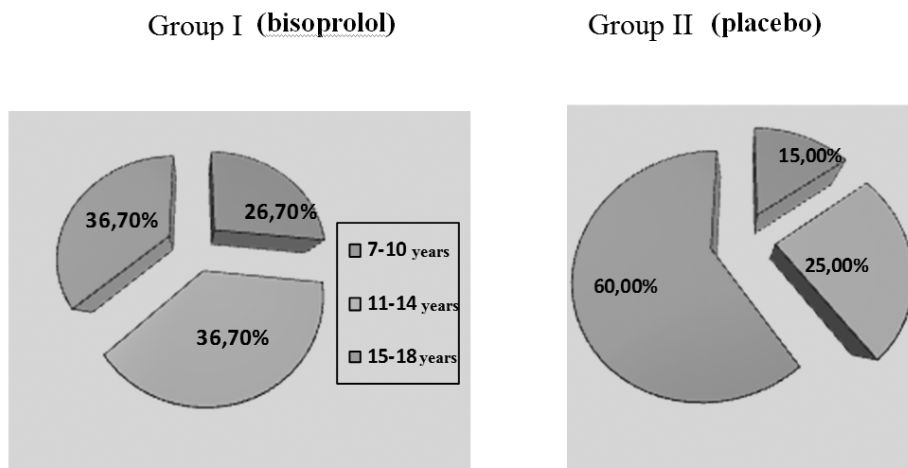 Group I (bisoprolol)
Group II (placebo)
36,70%
26,70%
36,70%
7-10 years
11-14 years
15-18 years
15,00%
25,00%
60,00%